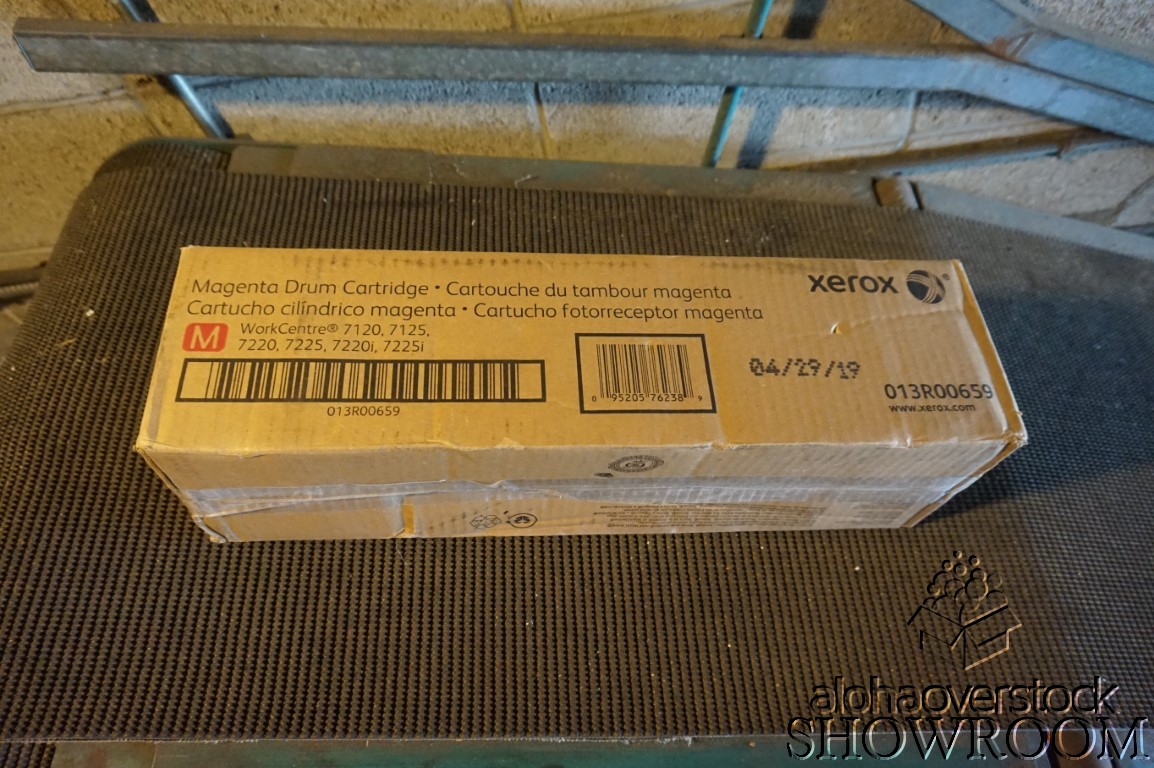 Magenta Drum Cartridge • Cartouche du tambour magenta
Cartucho cilíndrico magenta • Cartucho fotorreceptor magenta
M
WorkCentre® 7120, 7125,
7220, 7225, 7220i, 7225i
013R00659
0 95205 76238 9
xerox®
04/29/19
013R00659
www.xerox.com
alphaoverstock
SHOWROOM